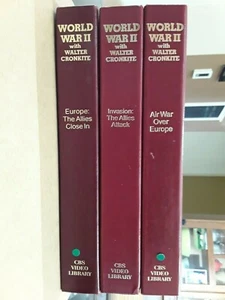 WORLD
WAR II
with
WALTER
CRONKITE
Europe:
The Allies
Close In
CBS
VIDEO
LIBRARY
WORLD
WAR II
with
WALTER
CRONKITE
Invasion:
The Allies
Attack
CBS
VIDEO
LIBRARY
WORLD
WAR II
with
WALTER
CRONKITE
Air War
Over
Europe
CBS
VIDEO
LIBRARY